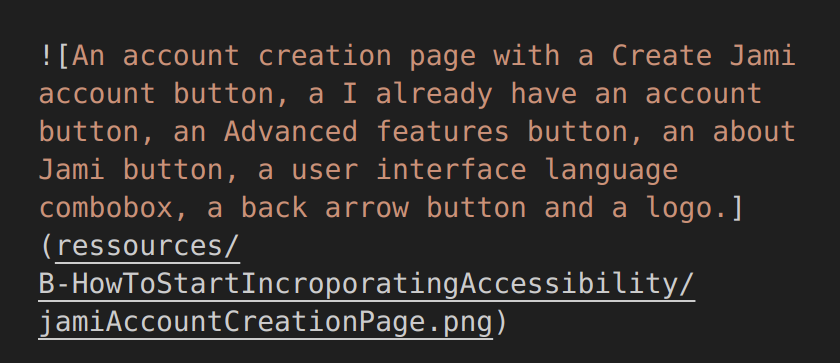 ![An account creation page with a Create Jami
account button, a I already have an account
button, an Advanced features button, an about
Jami button, a user interface language
combobox, a back arrow button and a logo.]
(ressources/
B-HowToStartIncroporatingAccessibility/
jamiAccountCreationPage.png)